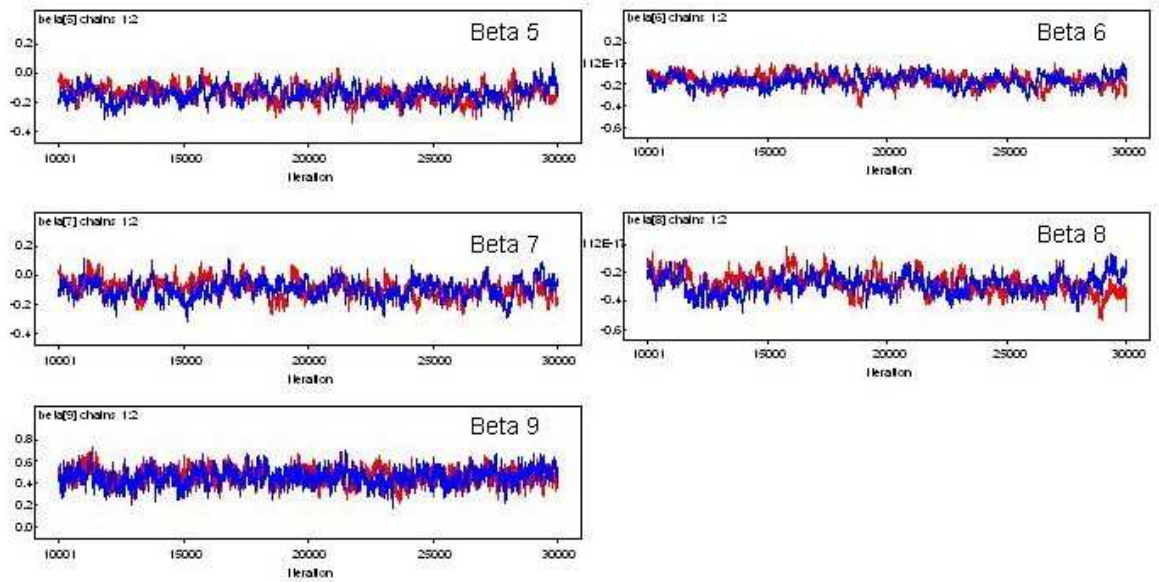 beta[5] chains 1:2
Beta 5
0.2
0.0
-0.2
-0.4
10001 15000 20000 25000 30000
Iteration
beta[6] chains 1:2
Beta 6
0.2
-0.2
-0.4
-0.6
10001 15000 20000 25000 30000
Iteration
beta[7] chains 1:2
Beta 7
0.2
0.0
-0.2
-0.4
10001 15000 20000 25000 30000
Iteration
beta[8] chains 1:2
Beta 8
-0.2
-0.4
-0.6
10001 15000 20000 25000 30000
Iteration
beta[9] chains 1:2
Beta 9
0.8
0.6
0.4
0.2
0.0
10001 15000 20000 25000 30000
Iteration